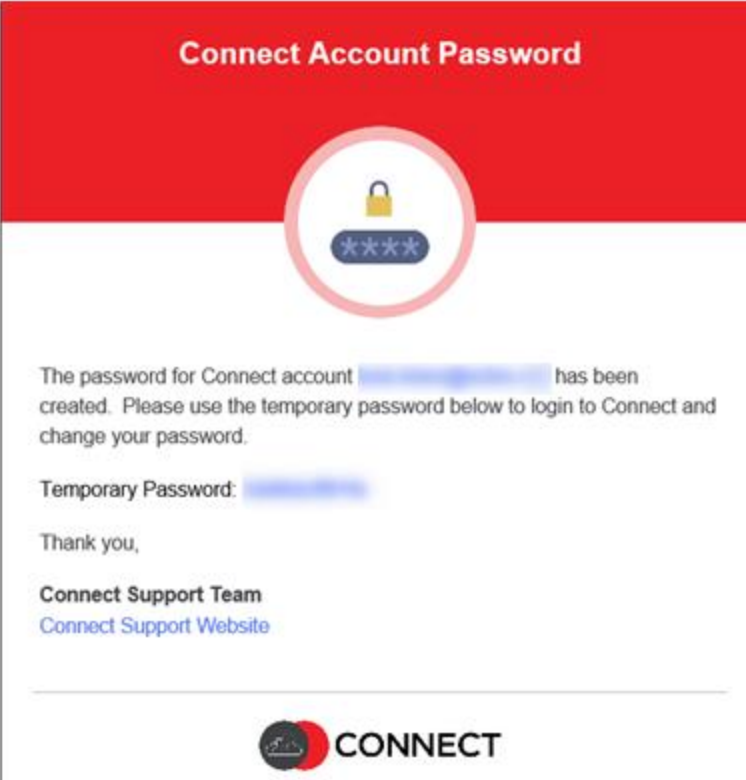 Connect Account Password
****
The password for Connect account has been
created. Please use the temporary password below to login to Connect and
change your password.
Temporary Password:
Thank you,
Connect Support Team
Connect Support Website
CONNECT